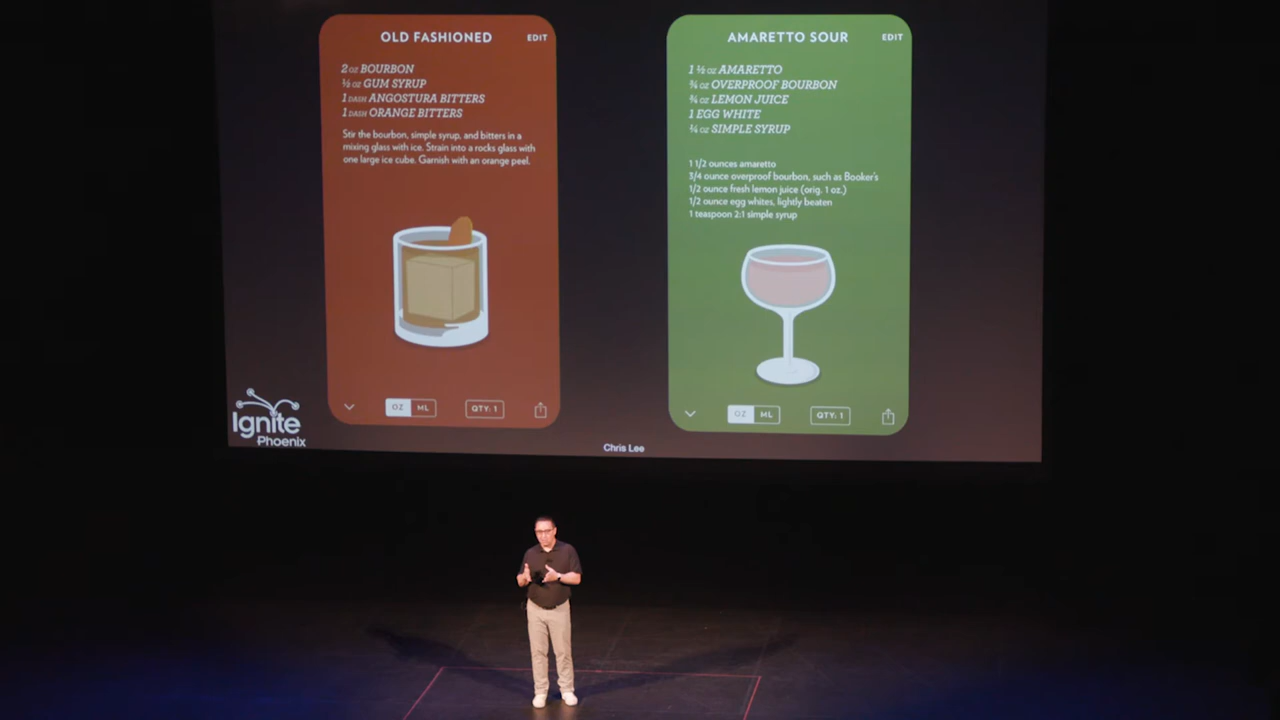 OLD FASHIONED
EDIT
2 oz BOURBON
⅓ oz GUM SYRUP
1 DASH ANGOSTURA BITTERS
1 DASH ORANGE BITTERS
Stir the bourbon, simple syrup, and bitters in a
mixing glass with ice. Strain into a rocks glass with
one large ice cube. Garnish with an orange peel.
OZ ML
QTY: 1
AMARETTO SOUR
EDIT
1 ½ oz AMARETTO
¾ oz OVERPROOF BOURBON
¾ oz LEMON JUICE
1 EGG WHITE
¼ oz SIMPLE SYRUP
1 1/2 ounces amaretto
3/4 ounce overproof bourbon, such as Booker's
1/2 ounce fresh lemon juice (orig. 1 oz.)
1/2 ounce egg whites, lightly beaten
1 teaspoon 2:1 simple syrup
OZ ML
QTY: 1
Ignite
Phoenix
Chris Lee